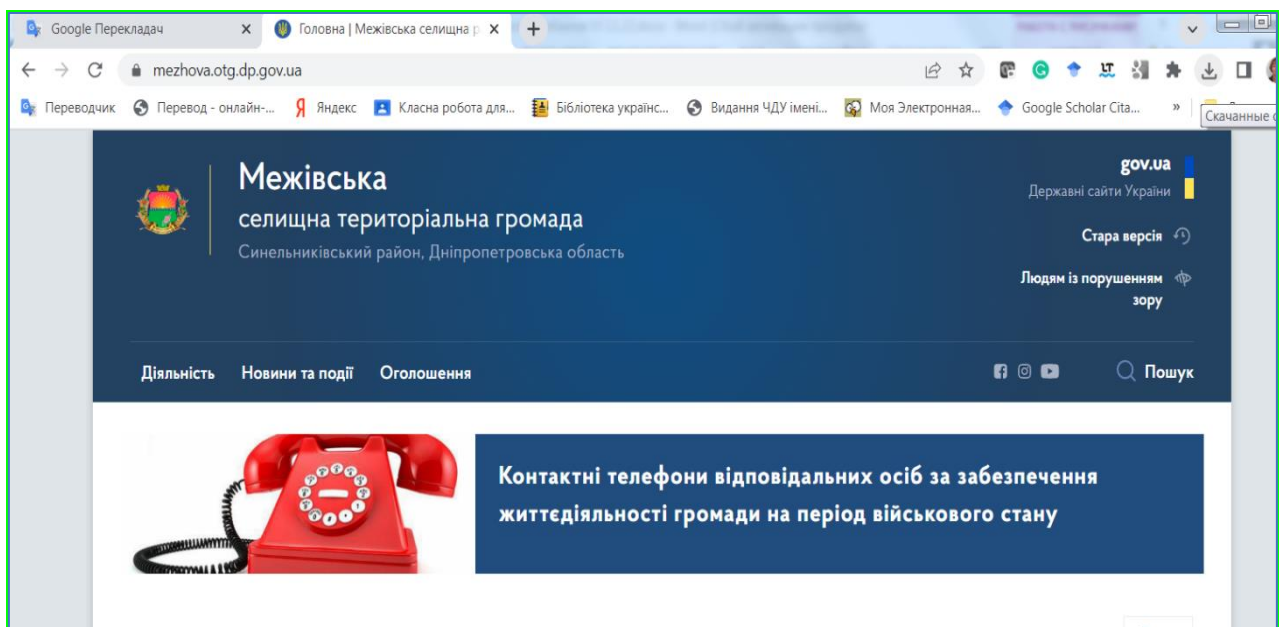 Google Перекладач
Головна | Межівська селищна р
mezhova.otg.dp.gov.ua
Переводчик Перевод - онлайн-... Яндекс Класна робота для... Бібліотека українс... Видання ЧДУ імені... Моя Электронная... Google Scholar Cita... »
Скачанные
Межівська
селищна територіальна громада
Синельниківський район, Дніпропетровська область
gov.ua
Державні сайти України
Стара версія
Людям із порушенням
зору
Діяльність Новини та події Оголошення
Пошук
Контактні телефони відповідальних осіб за забезпечення
життєдіяльності громади на період військового стану